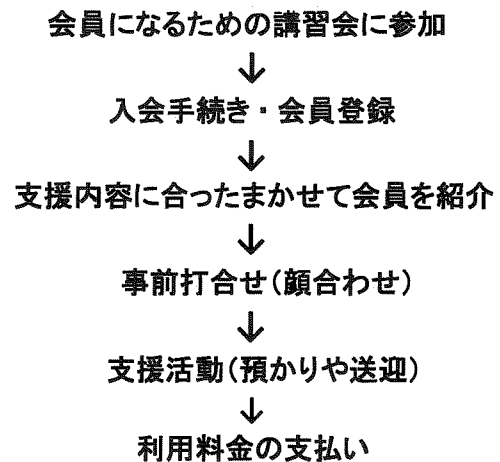 会員になるための講習会に参加
↓
入会手続き・会員登録
↓
支援内容に合ったまかせて会員を紹介
↓
事前打合せ(顔合わせ)
↓
支援活動(預かりや送迎)
↓
利用料金の支払い